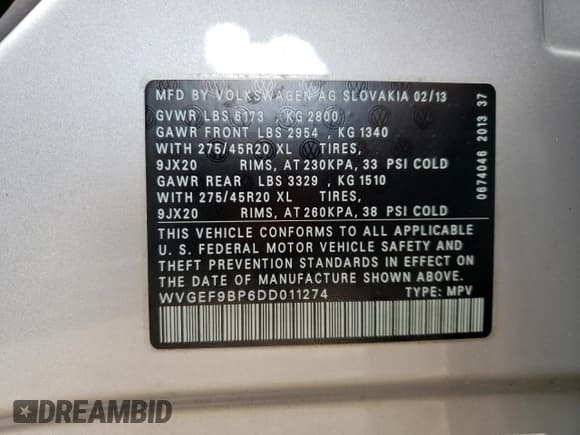 MFD BY VOLKSWAGEN AG SLOVAKIA 02/13
GVWR LBS 6173 KG 2800
GAWR FRONT LBS 2954 , KG 1340
WITH 275/45R20 XL TIRES,
9JX20 RIMS, AT 230KPA, 33 PSI COLD
GAWR REAR LBS 3329 , KG 1510
WITH 275/45R20 XL TIRES,
9JX20 RIMS, AT 260KPA, 38 PSI COLD
THIS VEHICLE CONFORMS TO ALL APPLICABLE
U. S. FEDERAL MOTOR VEHICLE SAFETY AND
THEFT PREVENTION STANDARDS IN EFFECT ON
THE DATE OF MANUFACTURE SHOWN ABOVE.
WVGEF9BP6DD011274 TYPE: MPV
0674046 2013 37
DREAMBID